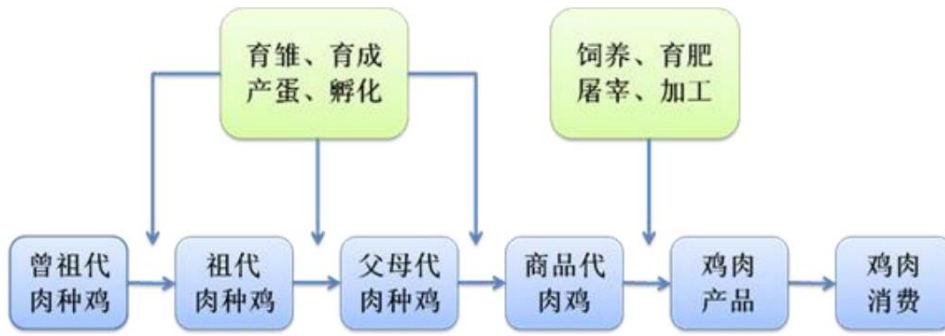 育雏、育成
产蛋、孵化
饲养、育肥
屠宰、加工
曾祖代
肉种鸡
祖代
肉种鸡
父母代
肉种鸡
商品代
肉鸡
鸡肉
产品
鸡肉
消费